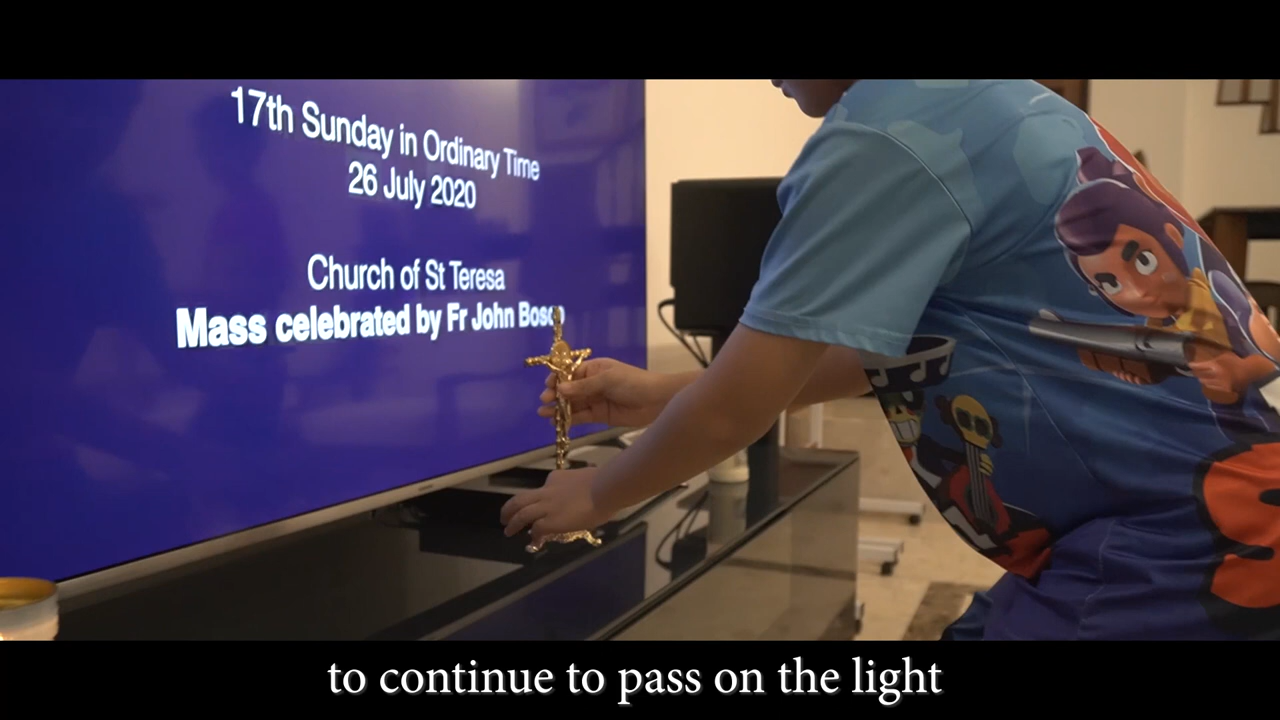 17th Sunday in Ordinary Time
26 July 2020
Church of St Teresa
Mass celebrated by Fr John Bosco
to continue to pass on the light